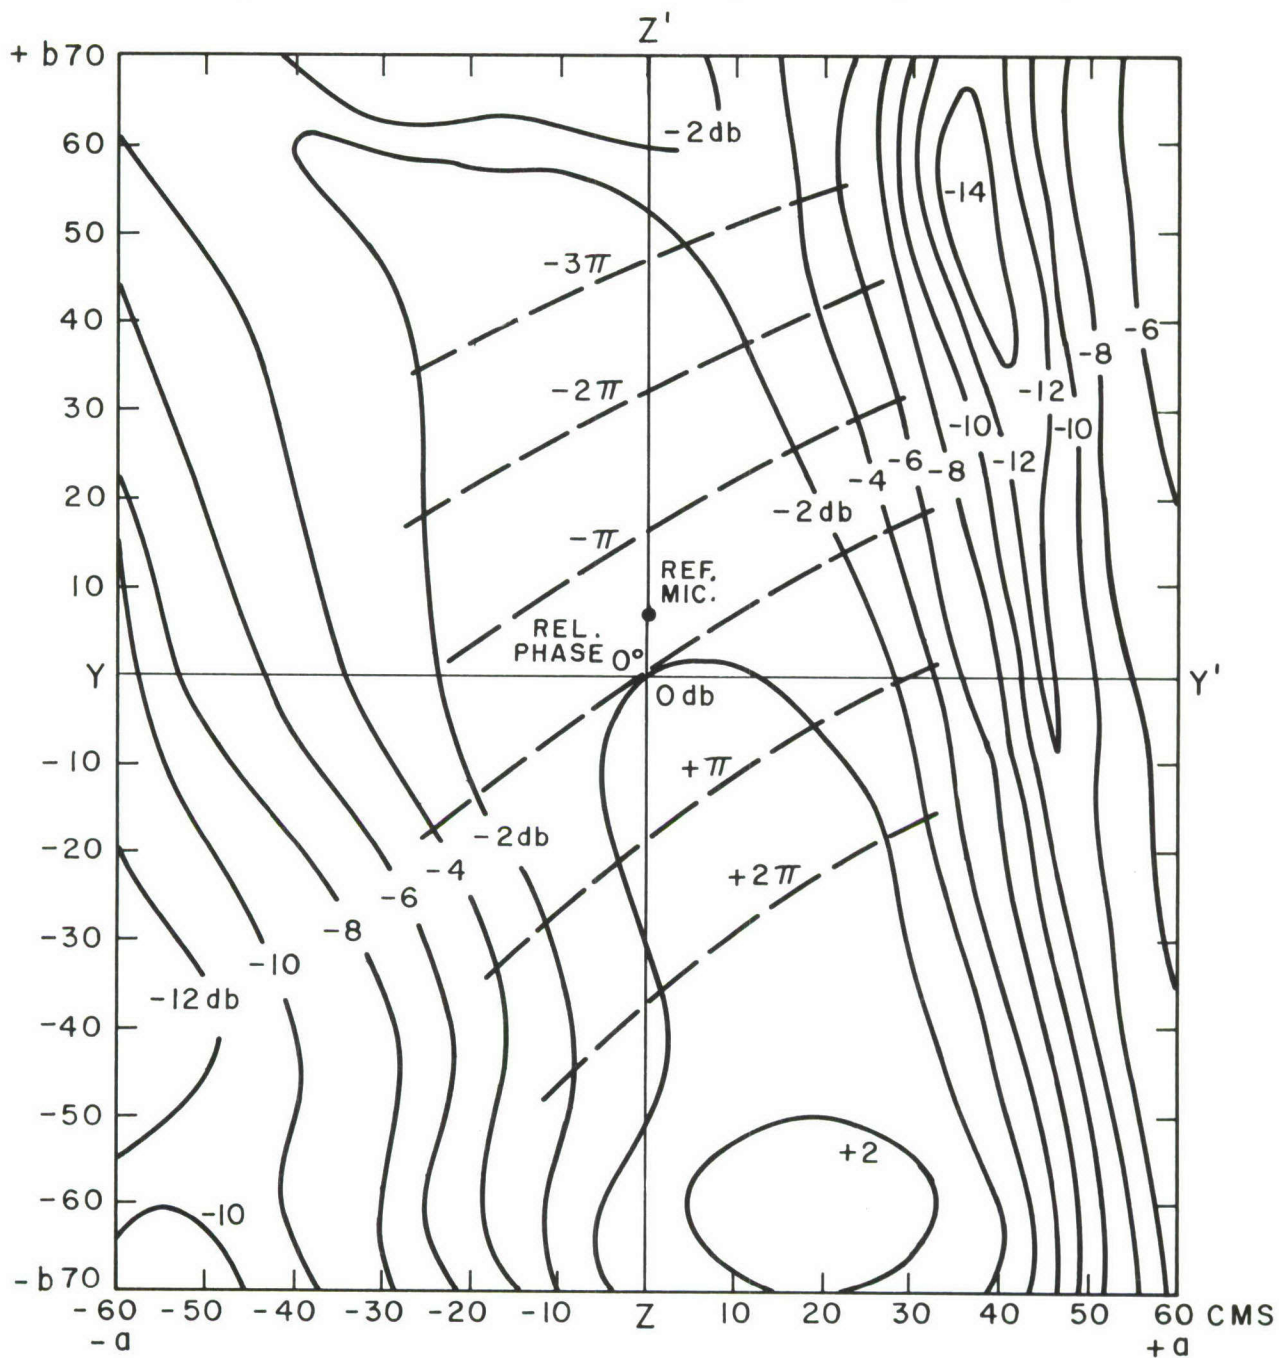 Z'
+ b70
-2db
60
-14
50
-3π
40
-6
-8
-2π
-12
30
-10
-10
-6
-8
-12
-4
20
-2db
-π
REF.
MIC.
10
REL.
PHASE 0°
Y
Y'
0db
-10
+π
-2db
-20
-4
+2π
-6
-8
-30
-10
-12db
-40
-50
+2
-60
-10
-b70
-60 -50 -40 -30 -20 -10 Z 10 20 30 40 50 60 CMS
-a
+a